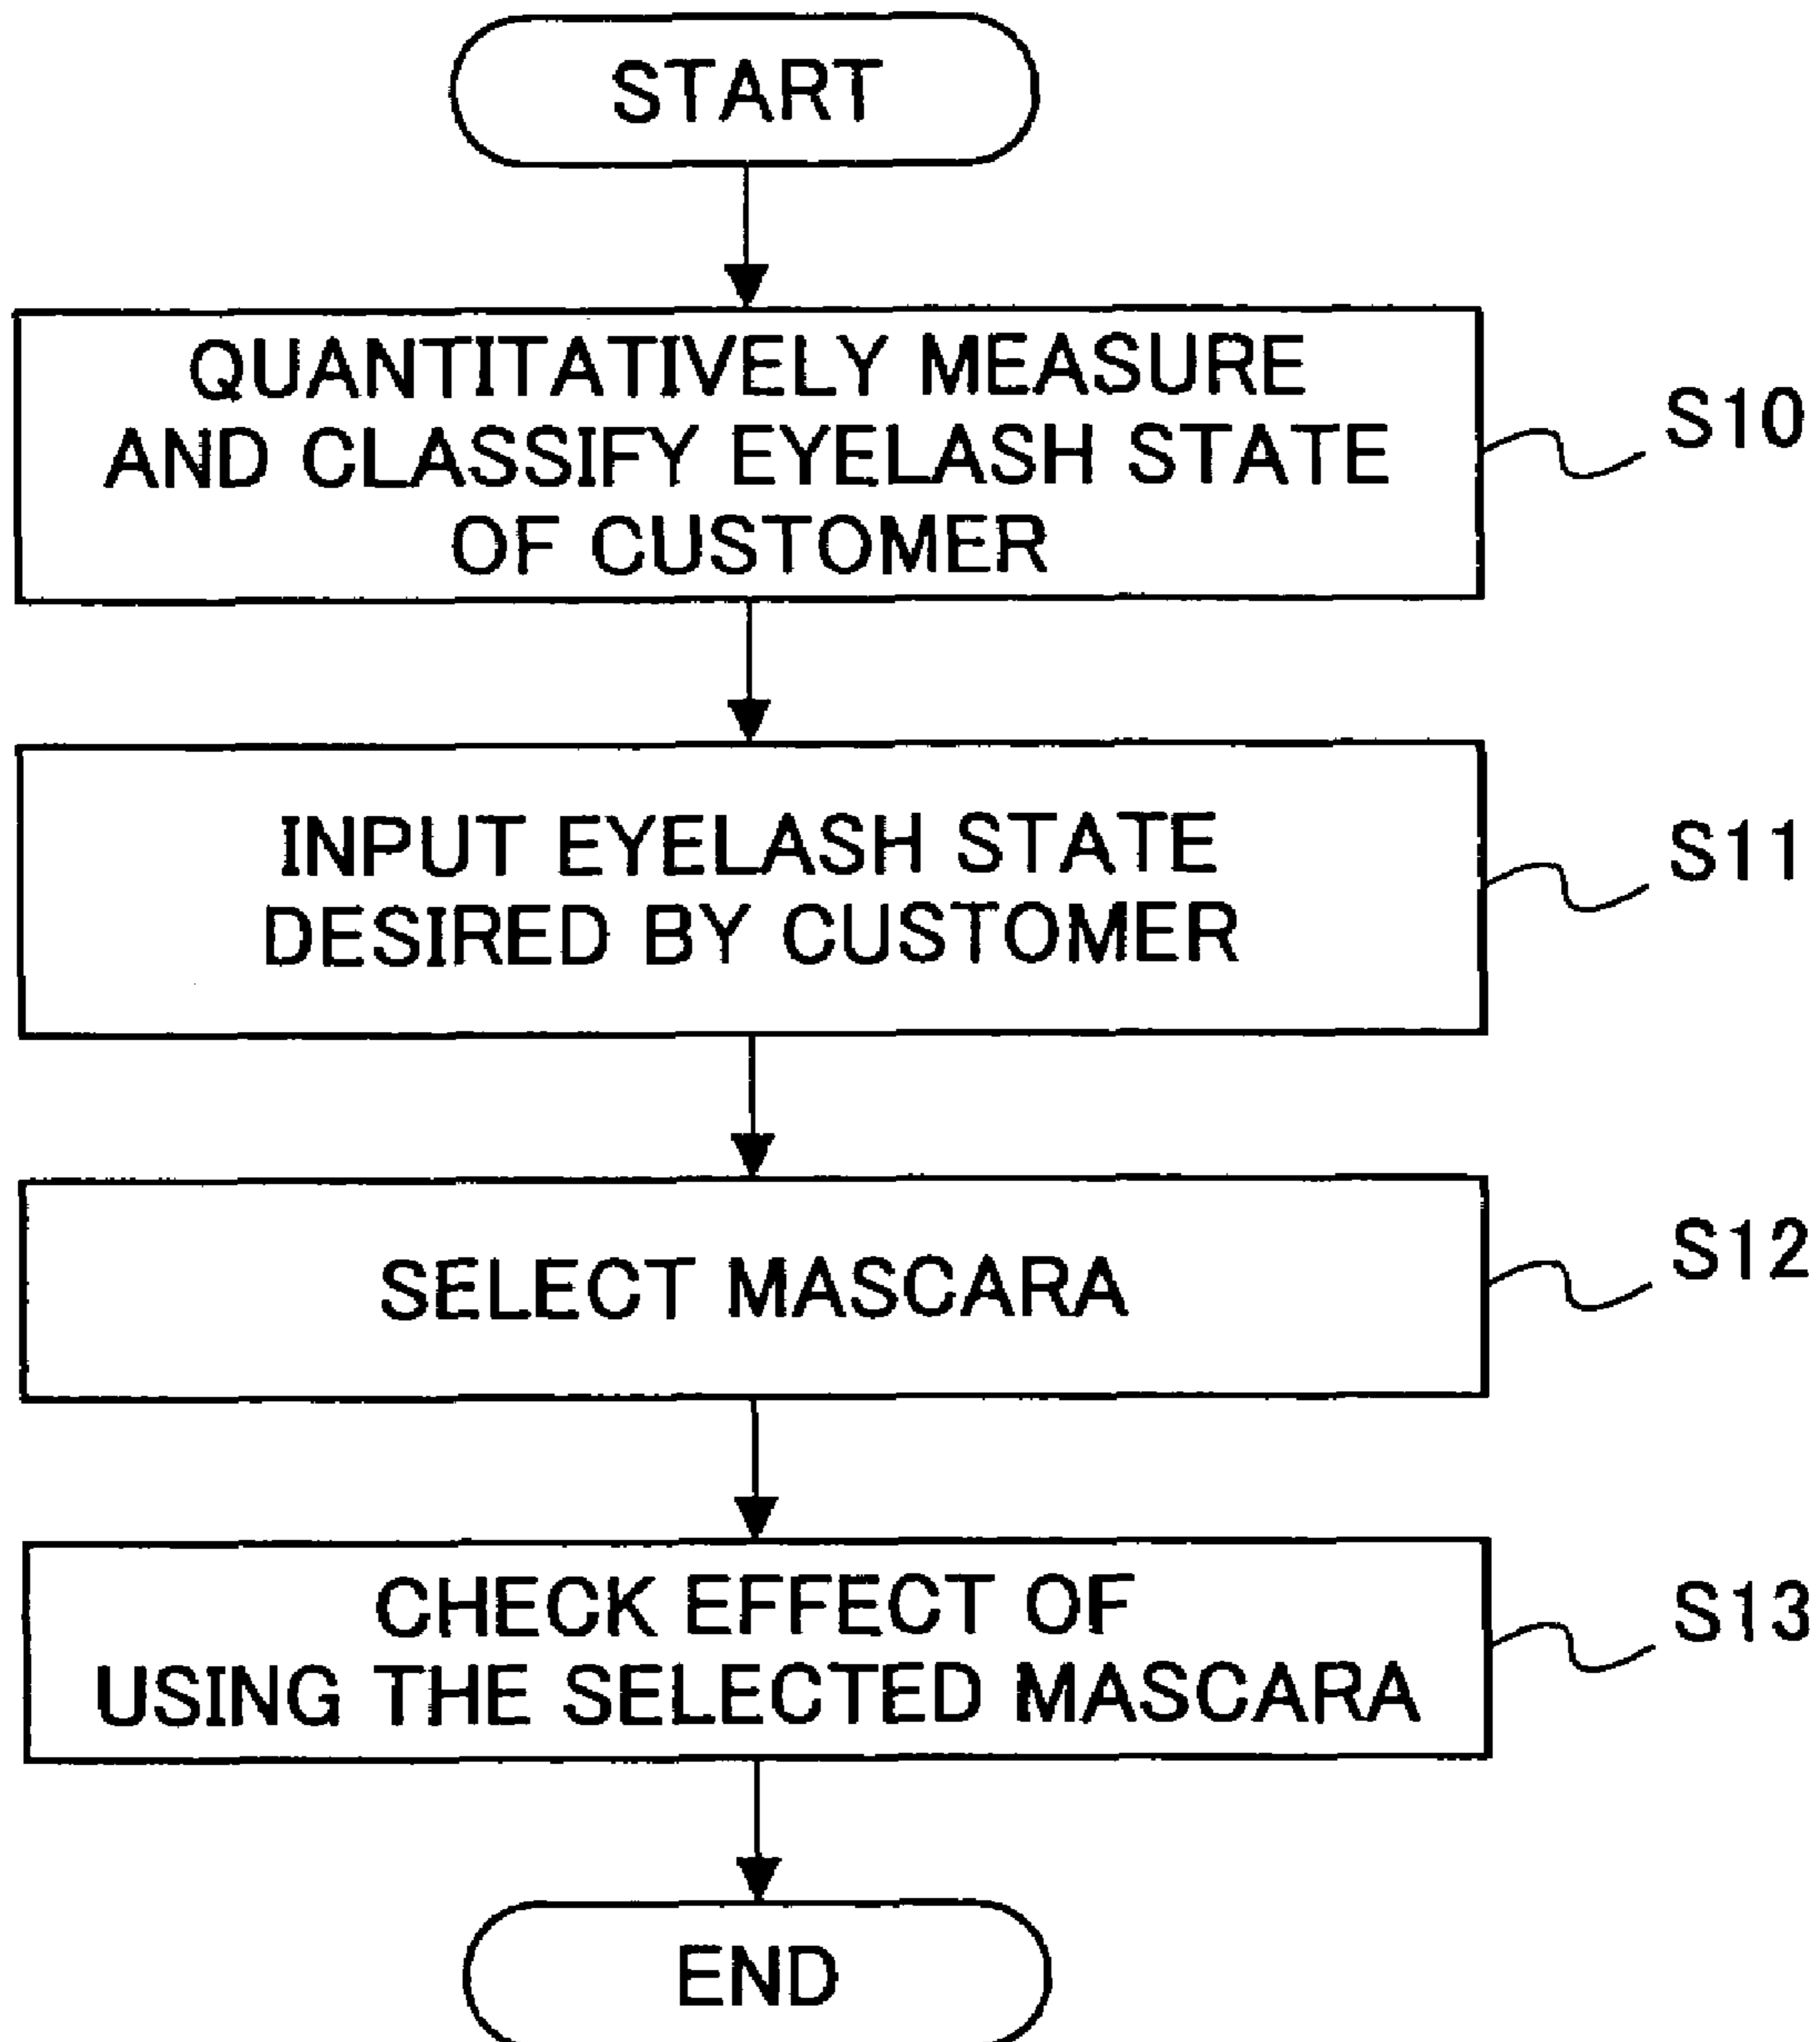 START
QUANTITATIVELY MEASURE
AND CLASSIFY EYELASH STATE
OF CUSTOMER
S10
INPUT EYELASH STATE
DESIRED BY CUSTOMER
S11
SELECT MASCARA
S12
CHECK EFFECT OF
USING THE SELECTED MASCARA
S13
END